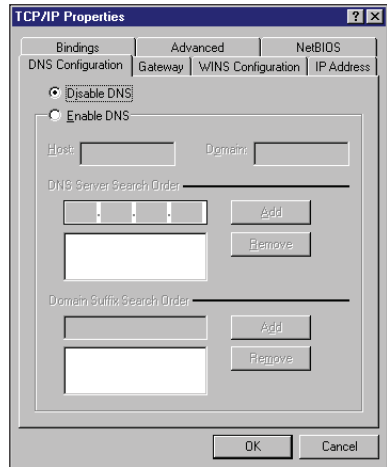 TCP/IP Properties
Bindings Advanced NetBIOS
DNS Configuration Gateway WINS Configuration IP Address
Disable DNS
Enable DNS
Host: Domain:
DNS Server Search Order
. . . Add
Remove
Domain Suffix Search Order
Add
Remove
OK Cancel